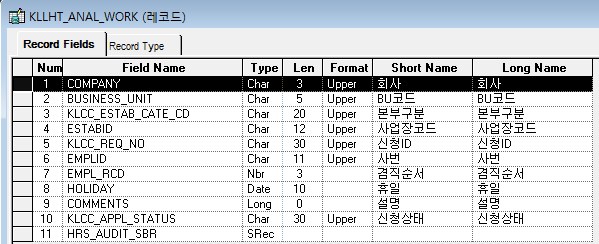 KLLHT_ANAL_WORK (레코드)
Record Fields Record Type
Num Field Name Type Len Format Short Name Long Name
1 COMPANY Char 3 Upper 회사 회사
2 BUSINESS_UNIT Char 5 Upper BU코드 BU코드
3 KLCC_ESTAB_CATE_CD Char 20 Upper 본부구분 본부구분
4 ESTABID Char 12 Upper 사업장코드 사업장코드
5 KLCC_REQ_NO Char 30 Upper 신청ID 신청ID
6 EMPLID Char 11 Upper 사번 사번
7 EMPL_RCD Nbr 3 겸직순서 겸직순서
8 HOLIDAY Date 10 휴일 휴일
9 COMMENTS Long 0 설명 설명
10 KLCC_APPL_STATUS Char 30 Upper 신청상태 신청상태
11 HRS_AUDIT_SBR SRec